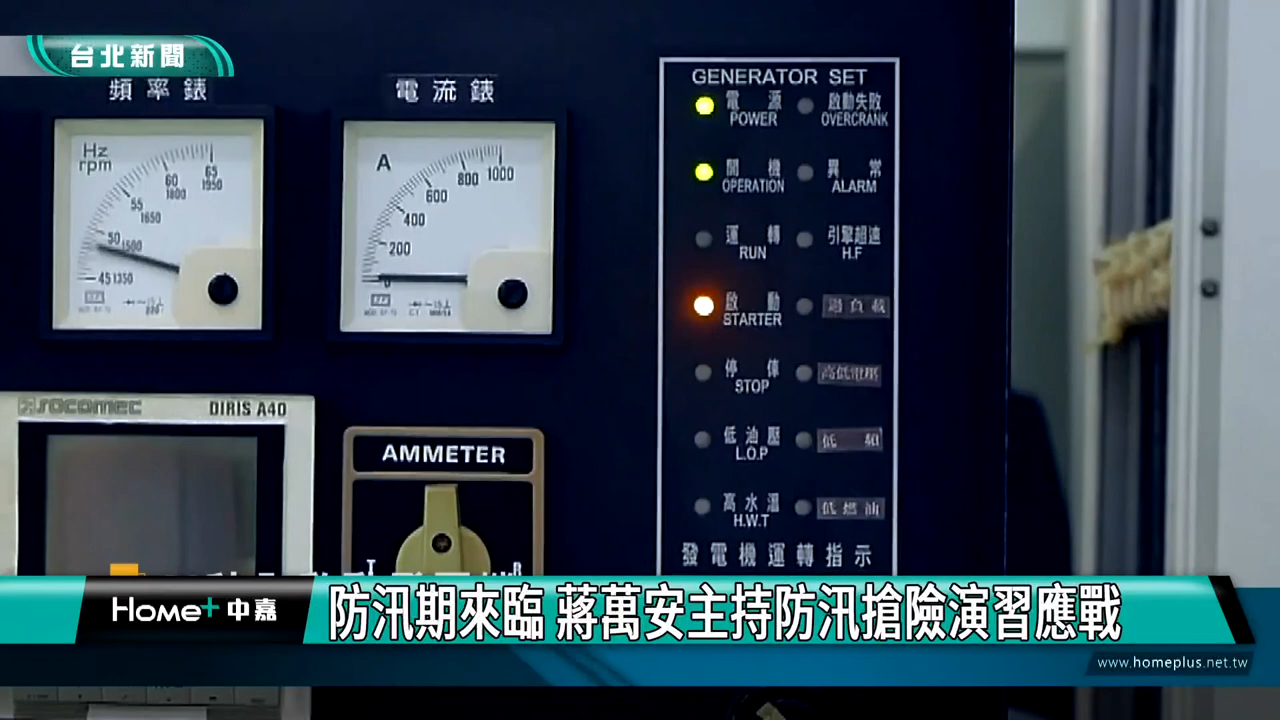 台北新聞
頻率錶
電流錶
Hz
rpm
45 1350
50 1500
55
1650
60
1800
65
1950
A
0
200
400
600
800
1000
GENERATOR SET
電源
POWER
啟動失敗
OVERCRANK
開機
OPERATION
異常
ALARM
運轉
RUN
引擎超速
H.F
啟動
STARTER
過負載
停俥
STOP
高低電壓
低油壓
L.O.P
低頻
高水溫
H.W.T
低燃油
發電機運轉指示
socomec
DIRIS A40
AMMETER
T
R
Home+中嘉
防汛期來臨 蔣萬安主持防汛搶險演習應戰
www.homeplus.net.tw